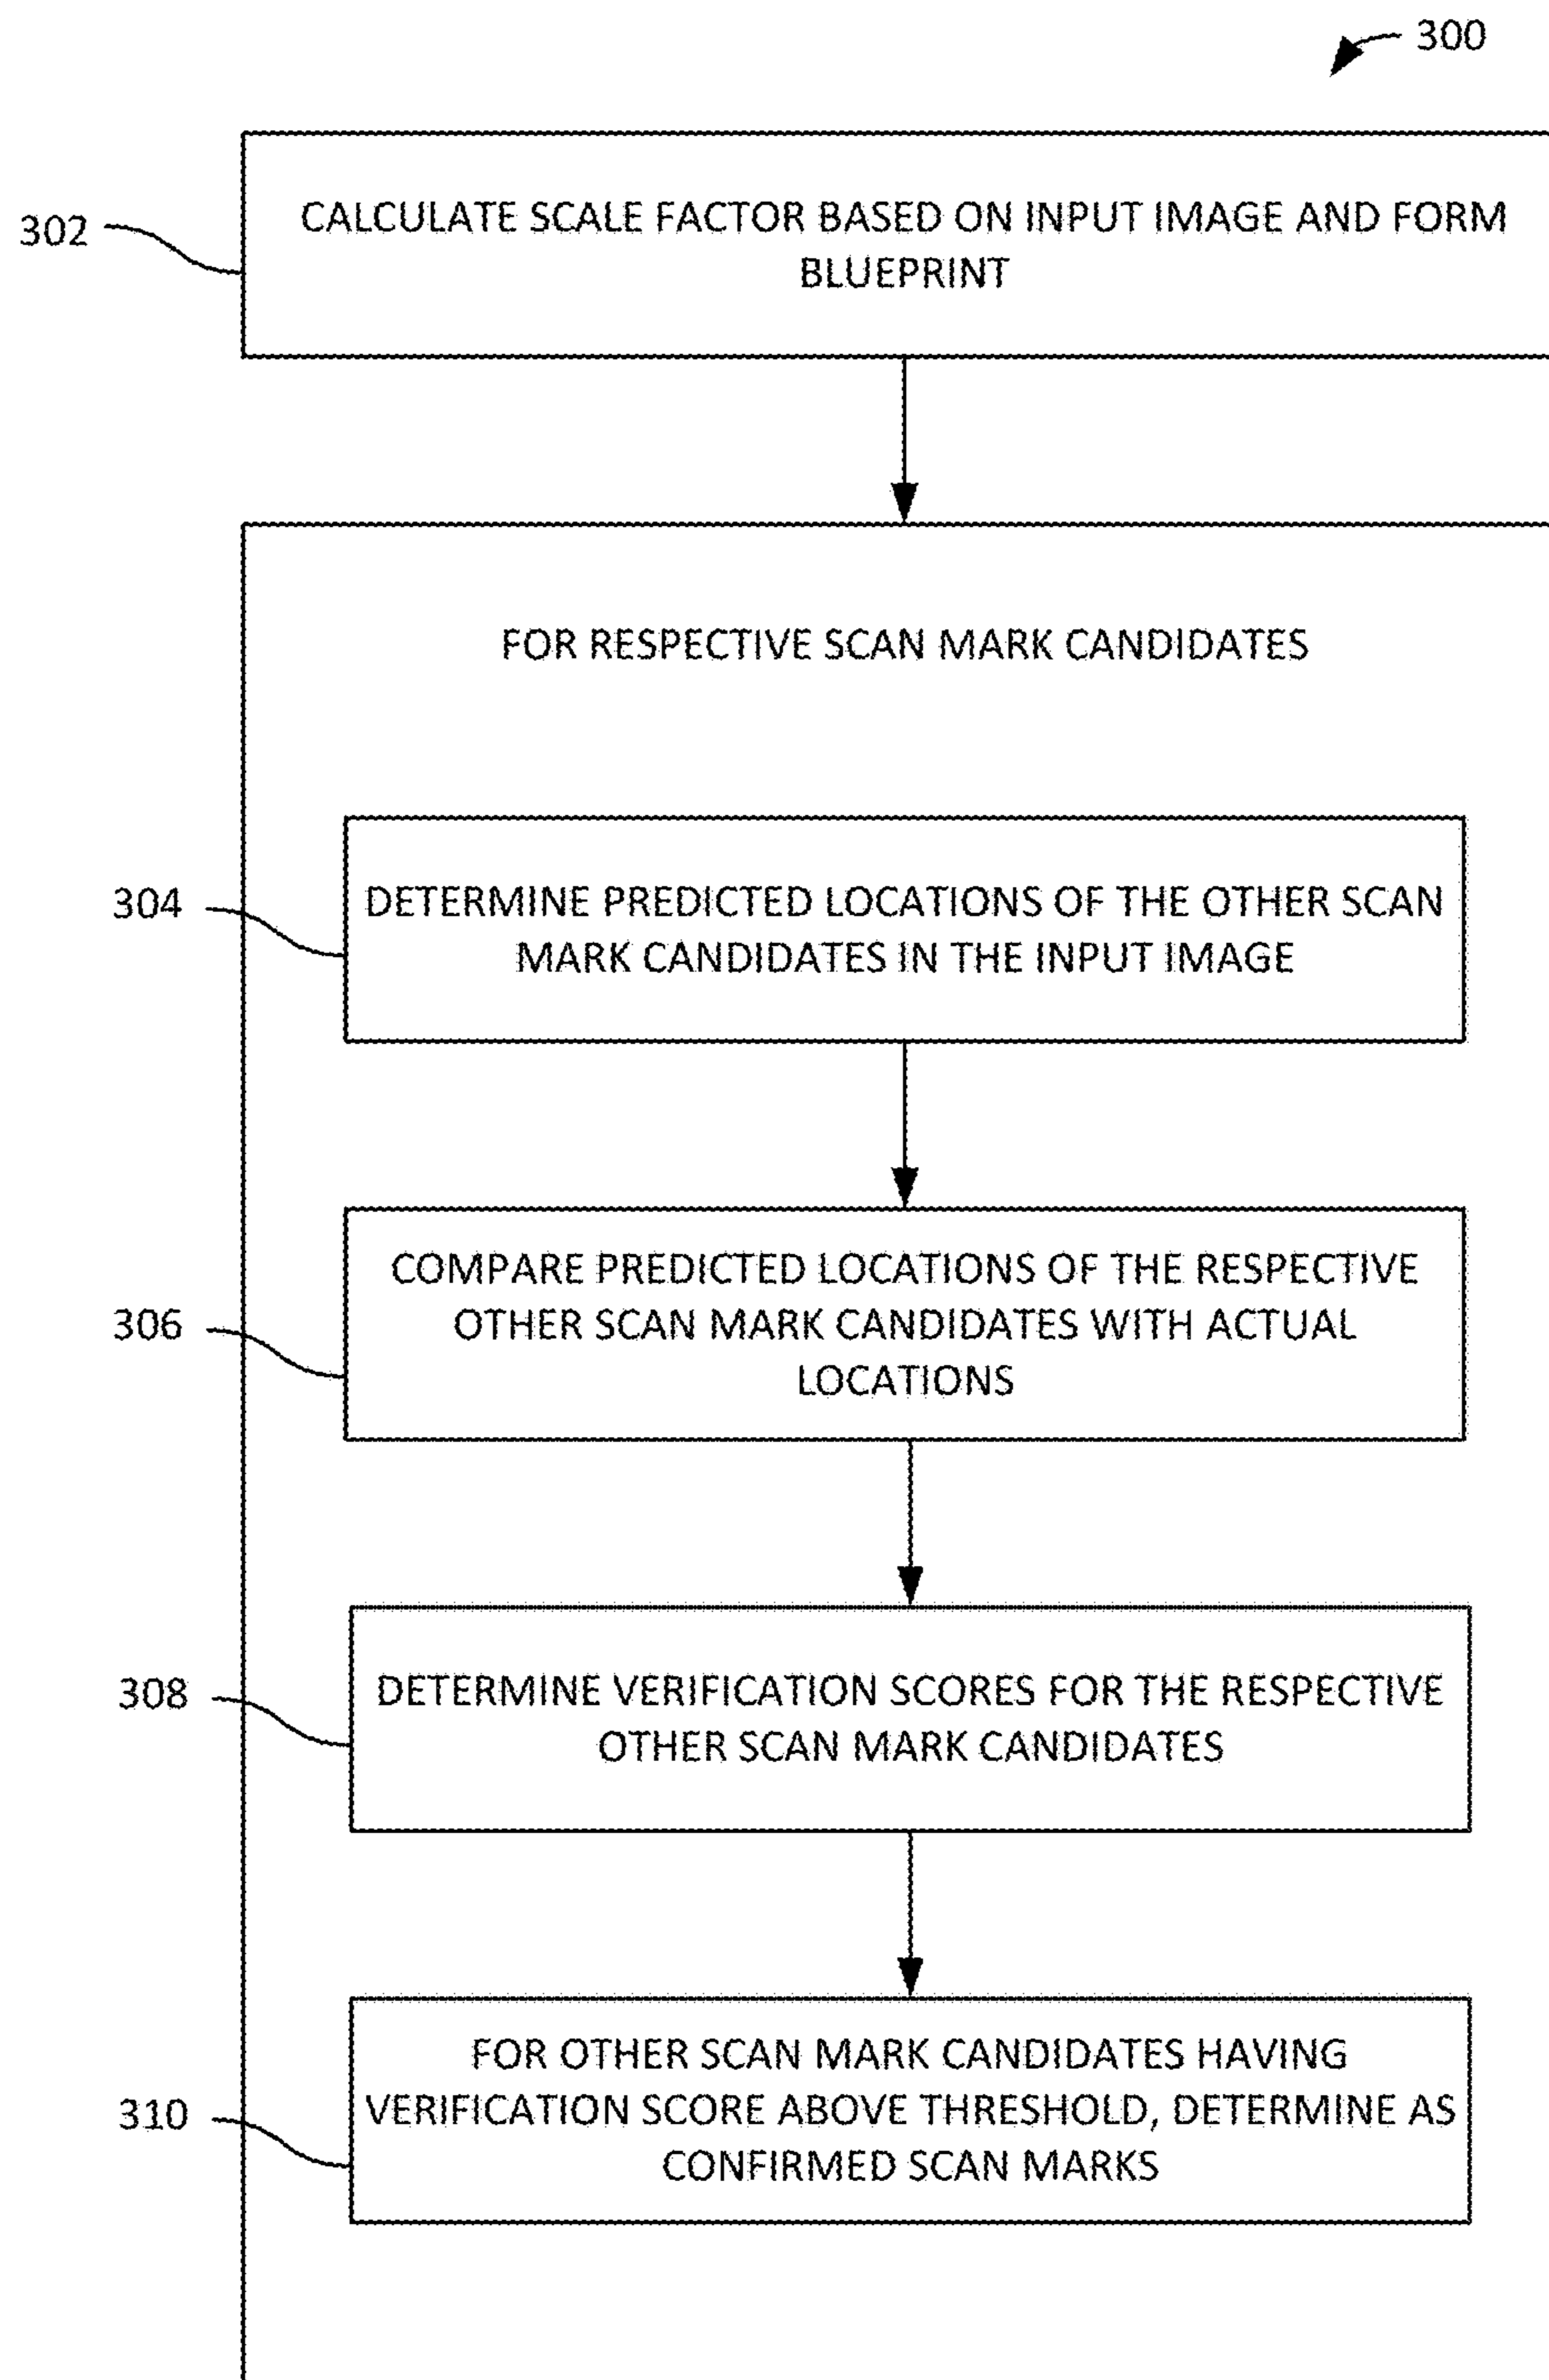 300
302
CALCULATE SCALE FACTOR BASED ON INPUT IMAGE AND FORM
BLUEPRINT
FOR RESPECTIVE SCAN MARK CANDIDATES
304
DETERMINE PREDICTED LOCATIONS OF THE OTHER SCAN
MARK CANDIDATES IN THE INPUT IMAGE
306
COMPARE PREDICTED LOCATIONS OF THE RESPECTIVE
OTHER SCAN MARK CANDIDATES WITH ACTUAL
LOCATIONS
308
DETERMINE VERIFICATION SCORES FOR THE RESPECTIVE
OTHER SCAN MARK CANDIDATES
310
FOR OTHER SCAN MARK CANDIDATES HAVING
VERIFICATION SCORE ABOVE THRESHOLD, DETERMINE AS
CONFIRMED SCAN MARKS